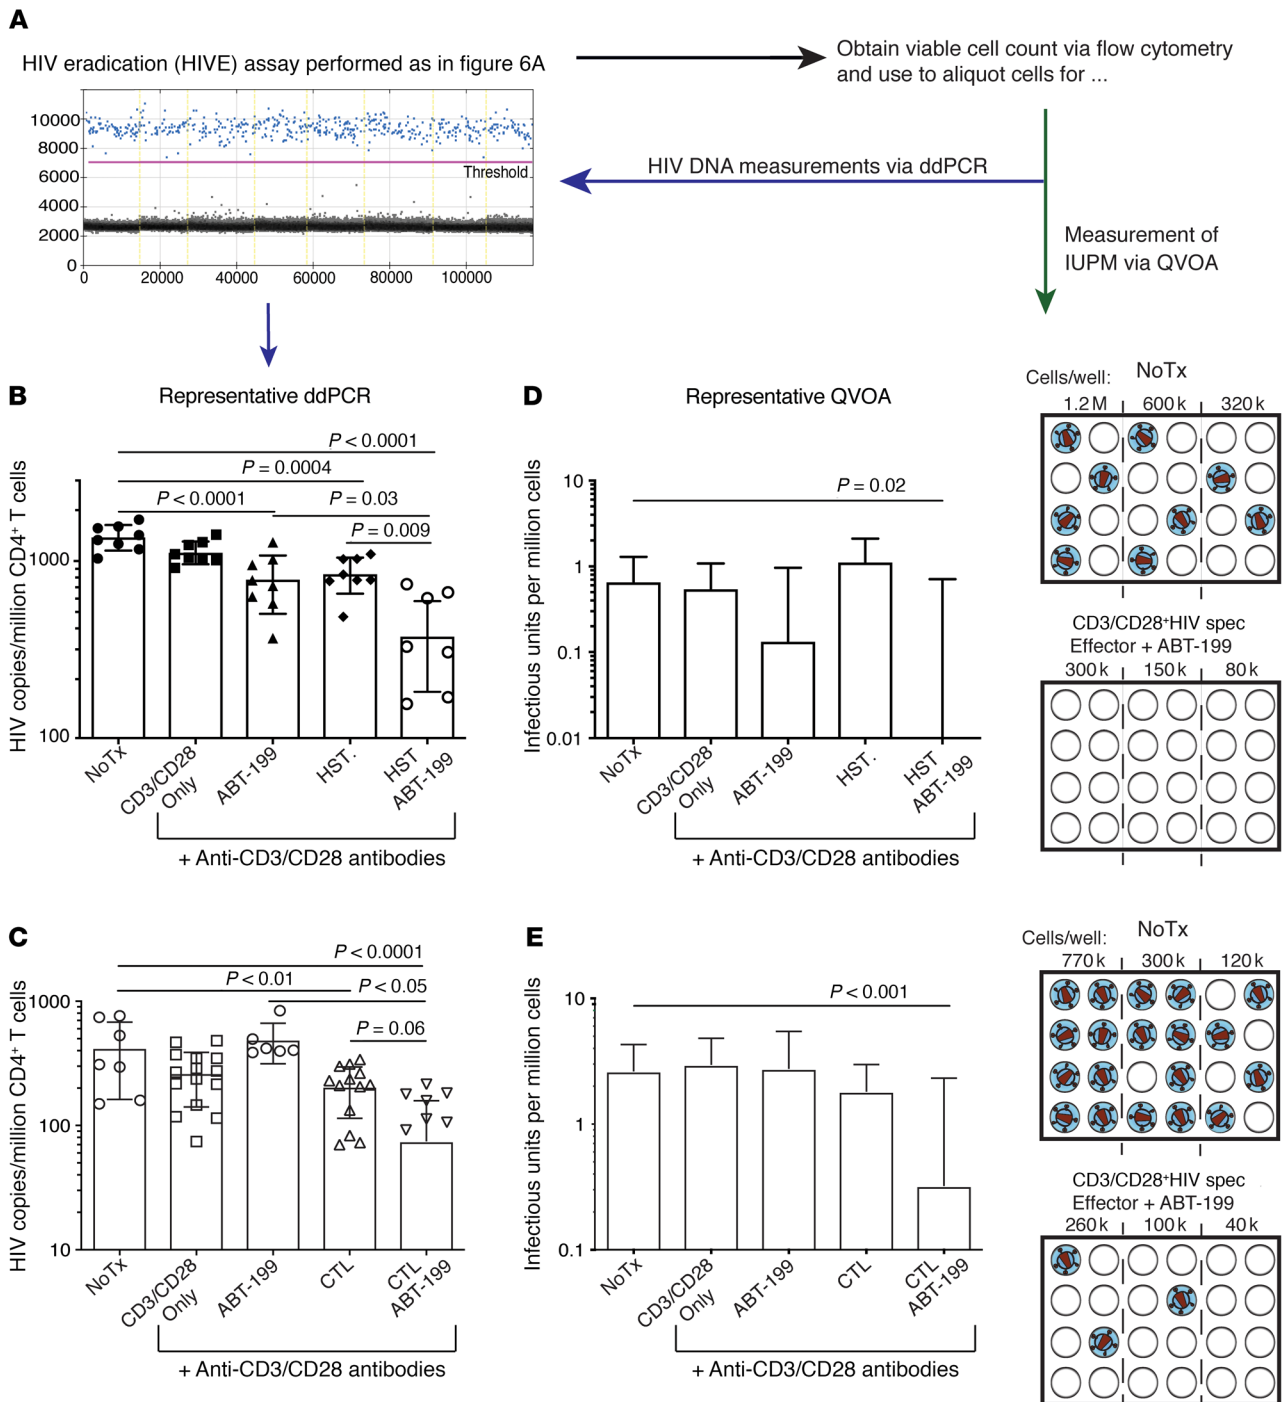 A
HIV eradication (HIVE) assay performed as in figure 6A
Obtain viable cell count via flow cytometry
and use to aliquot cells for ...
10000
8000
6000
4000
2000
0
Threshold
0 20000 40000 60000 80000 100000
HIV DNA measurements via ddPCR
Measurement of
IUPM via QVOA
B
Representative ddPCR
HIV copies/million CD4+ T cells
P < 0.0001
P = 0.0004
P < 0.0001
P = 0.03
P = 0.009
1000
100
NoTx
CD3/CD28
Only
ABT-199
HST.
HST
ABT-199
+ Anti-CD3/CD28 antibodies
D
Representative QVOA
Infectious units per million cells
P = 0.02
10
1
0.1
0.01
NoTx
CD3/CD28
Only
ABT-199
HST.
HST
ABT-199
+ Anti-CD3/CD28 antibodies
Cells/well:
NoTx
1.2 M 600 k 320 k
CD3/CD28+HIV spec
Effector + ABT-199
300 k 150 k 80 k
C
HIV copies/million CD4+ T cells
P < 0.0001
P < 0.01
P < 0.05
P = 0.06
1000
100
10
NoTx
CD3/CD28
Only
ABT-199
CTL
CTL
ABT-199
+ Anti-CD3/CD28 antibodies
E
Infectious units per million cells
P < 0.001
10
1
0.1
NoTx
CD3/CD28
Only
ABT-199
CTL
CTL
ABT-199
+ Anti-CD3/CD28 antibodies
Cells/well:
NoTx
770 k 300 k 120 k
CD3/CD28+HIV spec
Effector + ABT-199
260 k 100 k 40 k